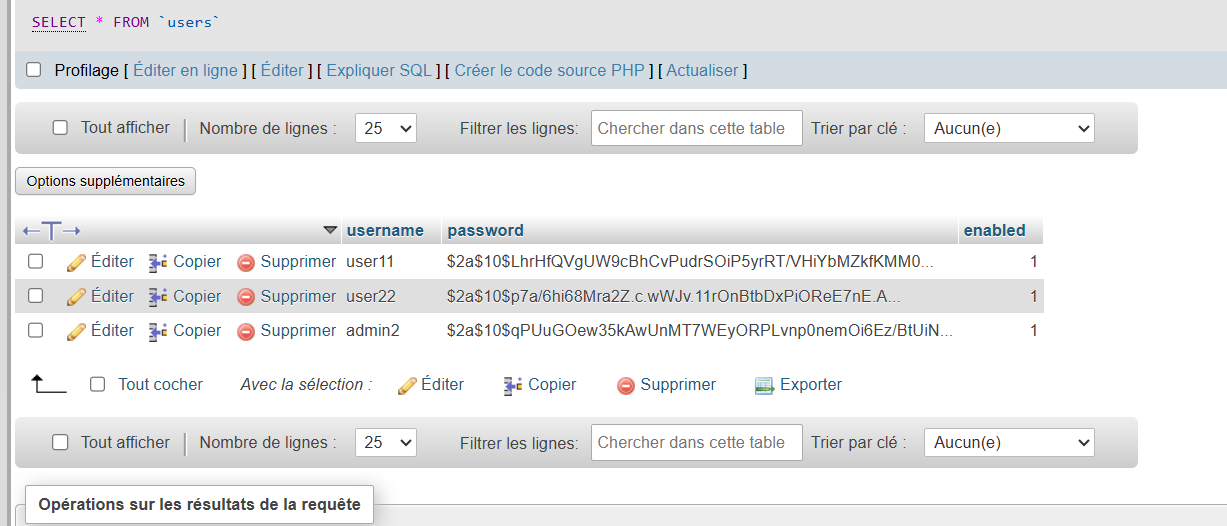 SELECT * FROM `users`
Profilage [ Éditer en ligne ] [ Éditer ] [ Expliquer SQL ] [ Créer le code source PHP ] [ Actualiser ]
Tout afficher Nombre de lignes : 25 Filtrer les lignes: Chercher dans cette table Trier par clé : Aucun(e)
Options supplémentaires
username password enabled
Éditer Copier Supprimer user11 $2a$10$LhrHfQVgUW9cBhCvPudrSOiP5yrRT/VHiYbMZkfKMM0... 1
Éditer Copier Supprimer user22 $2a$10$p7a/6hi68Mra2Z.c.wWJv.11rOnBtbDxPiOReE7nE.A... 1
Éditer Copier Supprimer admin2 $2a$10$qPUuGOew35kAwUnMT7WEyORPLvnp0nemOi6Ez/BtUiN... 1
Tout cocher Avec la sélection : Éditer Copier Supprimer Exporter
Tout afficher Nombre de lignes : 25 Filtrer les lignes: Chercher dans cette table Trier par clé : Aucun(e)
Opérations sur les résultats de la requête